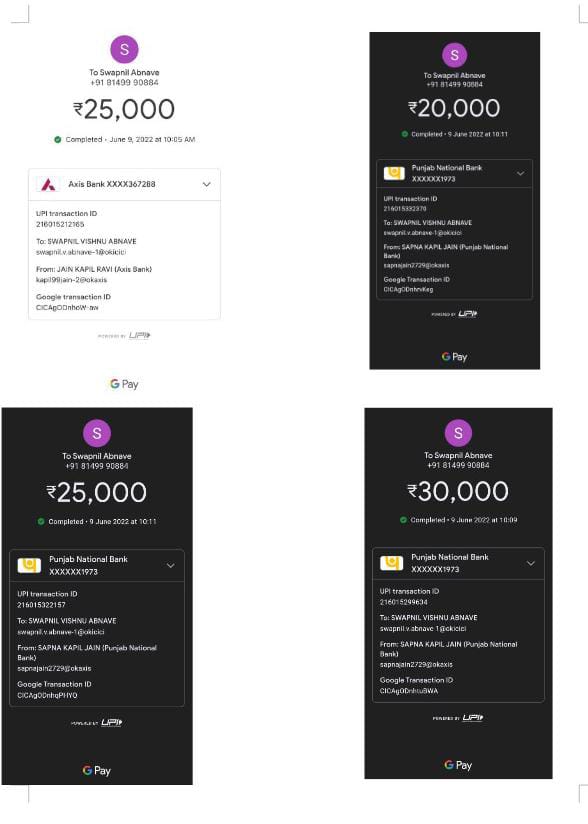 S
To Swapnil Abnave
+91 81499 90884
₹25,000
Completed • June 9, 2022 at 10:05 AM
Axis Bank XXXX367288
UPI transaction ID
216015212165
To: SWAPNIL VISHNU ABNAVE
swapnil.v.abnave-1@okicici
From: JAIN KAPIL RAVI (Axis Bank)
kapil99jain-2@okaxis
Google transaction ID
CICAgODnhoW-aw
POWERED BY UPI
G Pay
S
To Swapnil Abnave
+91 81499 90884
₹20,000
Completed • 9 June 2022 at 10:11
Punjab National Bank
XXXXXX1973
UPI transaction ID
216015332370
To: SWAPNIL VISHNU ABNAVE
swapnil.v.abnave-1@okicici
From: SAPNA KAPIL JAIN (Punjab National
Bank)
sapnajain2729@okaxis
Google Transaction ID
CICAgODnhrvKeg
POWERED BY UPI
G Pay
S
To Swapnil Abnave
+91 81499 90884
₹25,000
Completed • 9 June 2022 at 10:11
Punjab National Bank
XXXXXX1973
UPI transaction ID
216015322157
To: SWAPNIL VISHNU ABNAVE
swapnil.v.abnave-1@okicici
From: SAPNA KAPIL JAIN (Punjab National
Bank)
sapnajain2729@okaxis
Google Transaction ID
CICAgODnhqPHYQ
POWERED BY UPI
G Pay
S
To Swapnil Abnave
+91 81499 90884
₹30,000
Completed • 9 June 2022 at 10:09
Punjab National Bank
XXXXXX1973
UPI transaction ID
216015299634
To: SWAPNIL VISHNU ABNAVE
swapnil.v.abnave 1@okicici
From: SAPNA KAPIL JAIN (Punjab National
Bank)
sapnajain2729@okaxis
Google Transaction ID
CICAgODnhtuBWA
POWERED BY UPI
G Pay